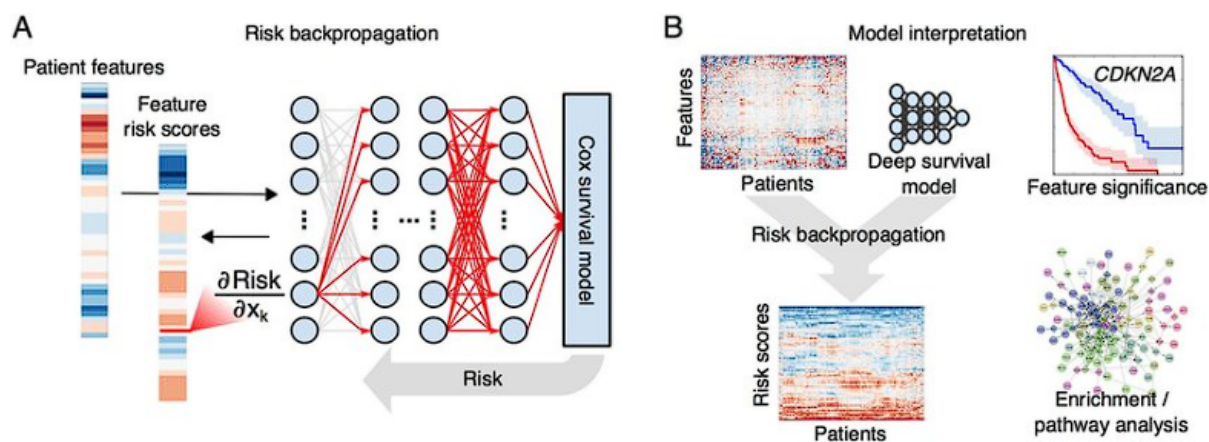 A
Risk backpropagation
Patient features
Feature
risk scores
∂Risk
∂x_k
Cox survival model
Risk
B
Model interpretation
Features
Patients
Deep survival
model
CDKN2A
Feature significance
Risk backpropagation
Risk scores
Patients
Enrichment /
pathway analysis